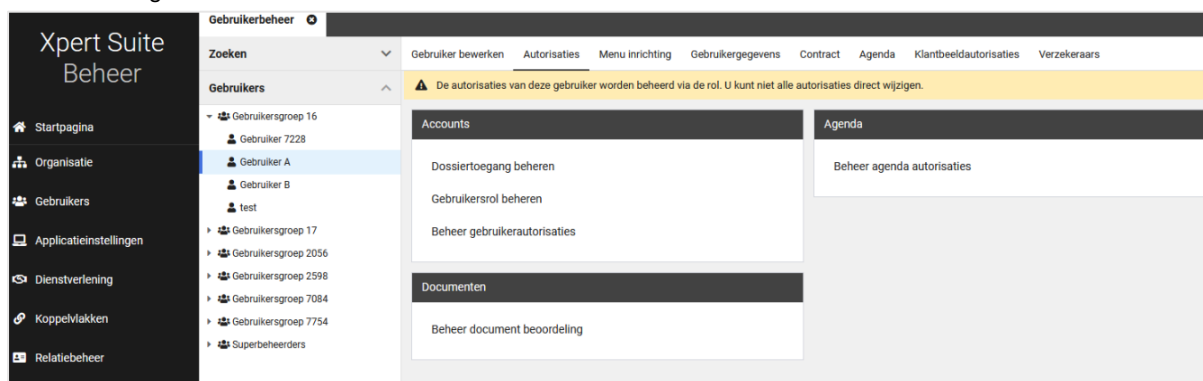 Xpert Suite
Beheer
Startpagina
Organisatie
Gebruikers
Applicatieinstellingen
Dienstverlening
Koppelvlakken
Relatiebeheer
Gebruikerbeheer
Zoeken
Gebruikers
Gebruikersgroep 16
Gebruiker 7228
Gebruiker A
Gebruiker B
test
Gebruikersgroep 17
Gebruikersgroep 2056
Gebruikersgroep 2598
Gebruikersgroep 7084
Gebruikersgroep 7754
Superbeheerders
Gebruiker bewerken Autorisaties Menu inrichting Gebruikergegevens Contract Agenda Klantbeeldautorisaties Verzekeraars
De autorisaties van deze gebruiker worden beheerd via de rol. U kunt niet alle autorisaties direct wijzigen.
Accounts
Dossiertoegang beheren
Gebruikersrol beheren
Beheer gebruikerautorisaties
Documenten
Beheer document beoordeling
Agenda
Beheer agenda autorisaties